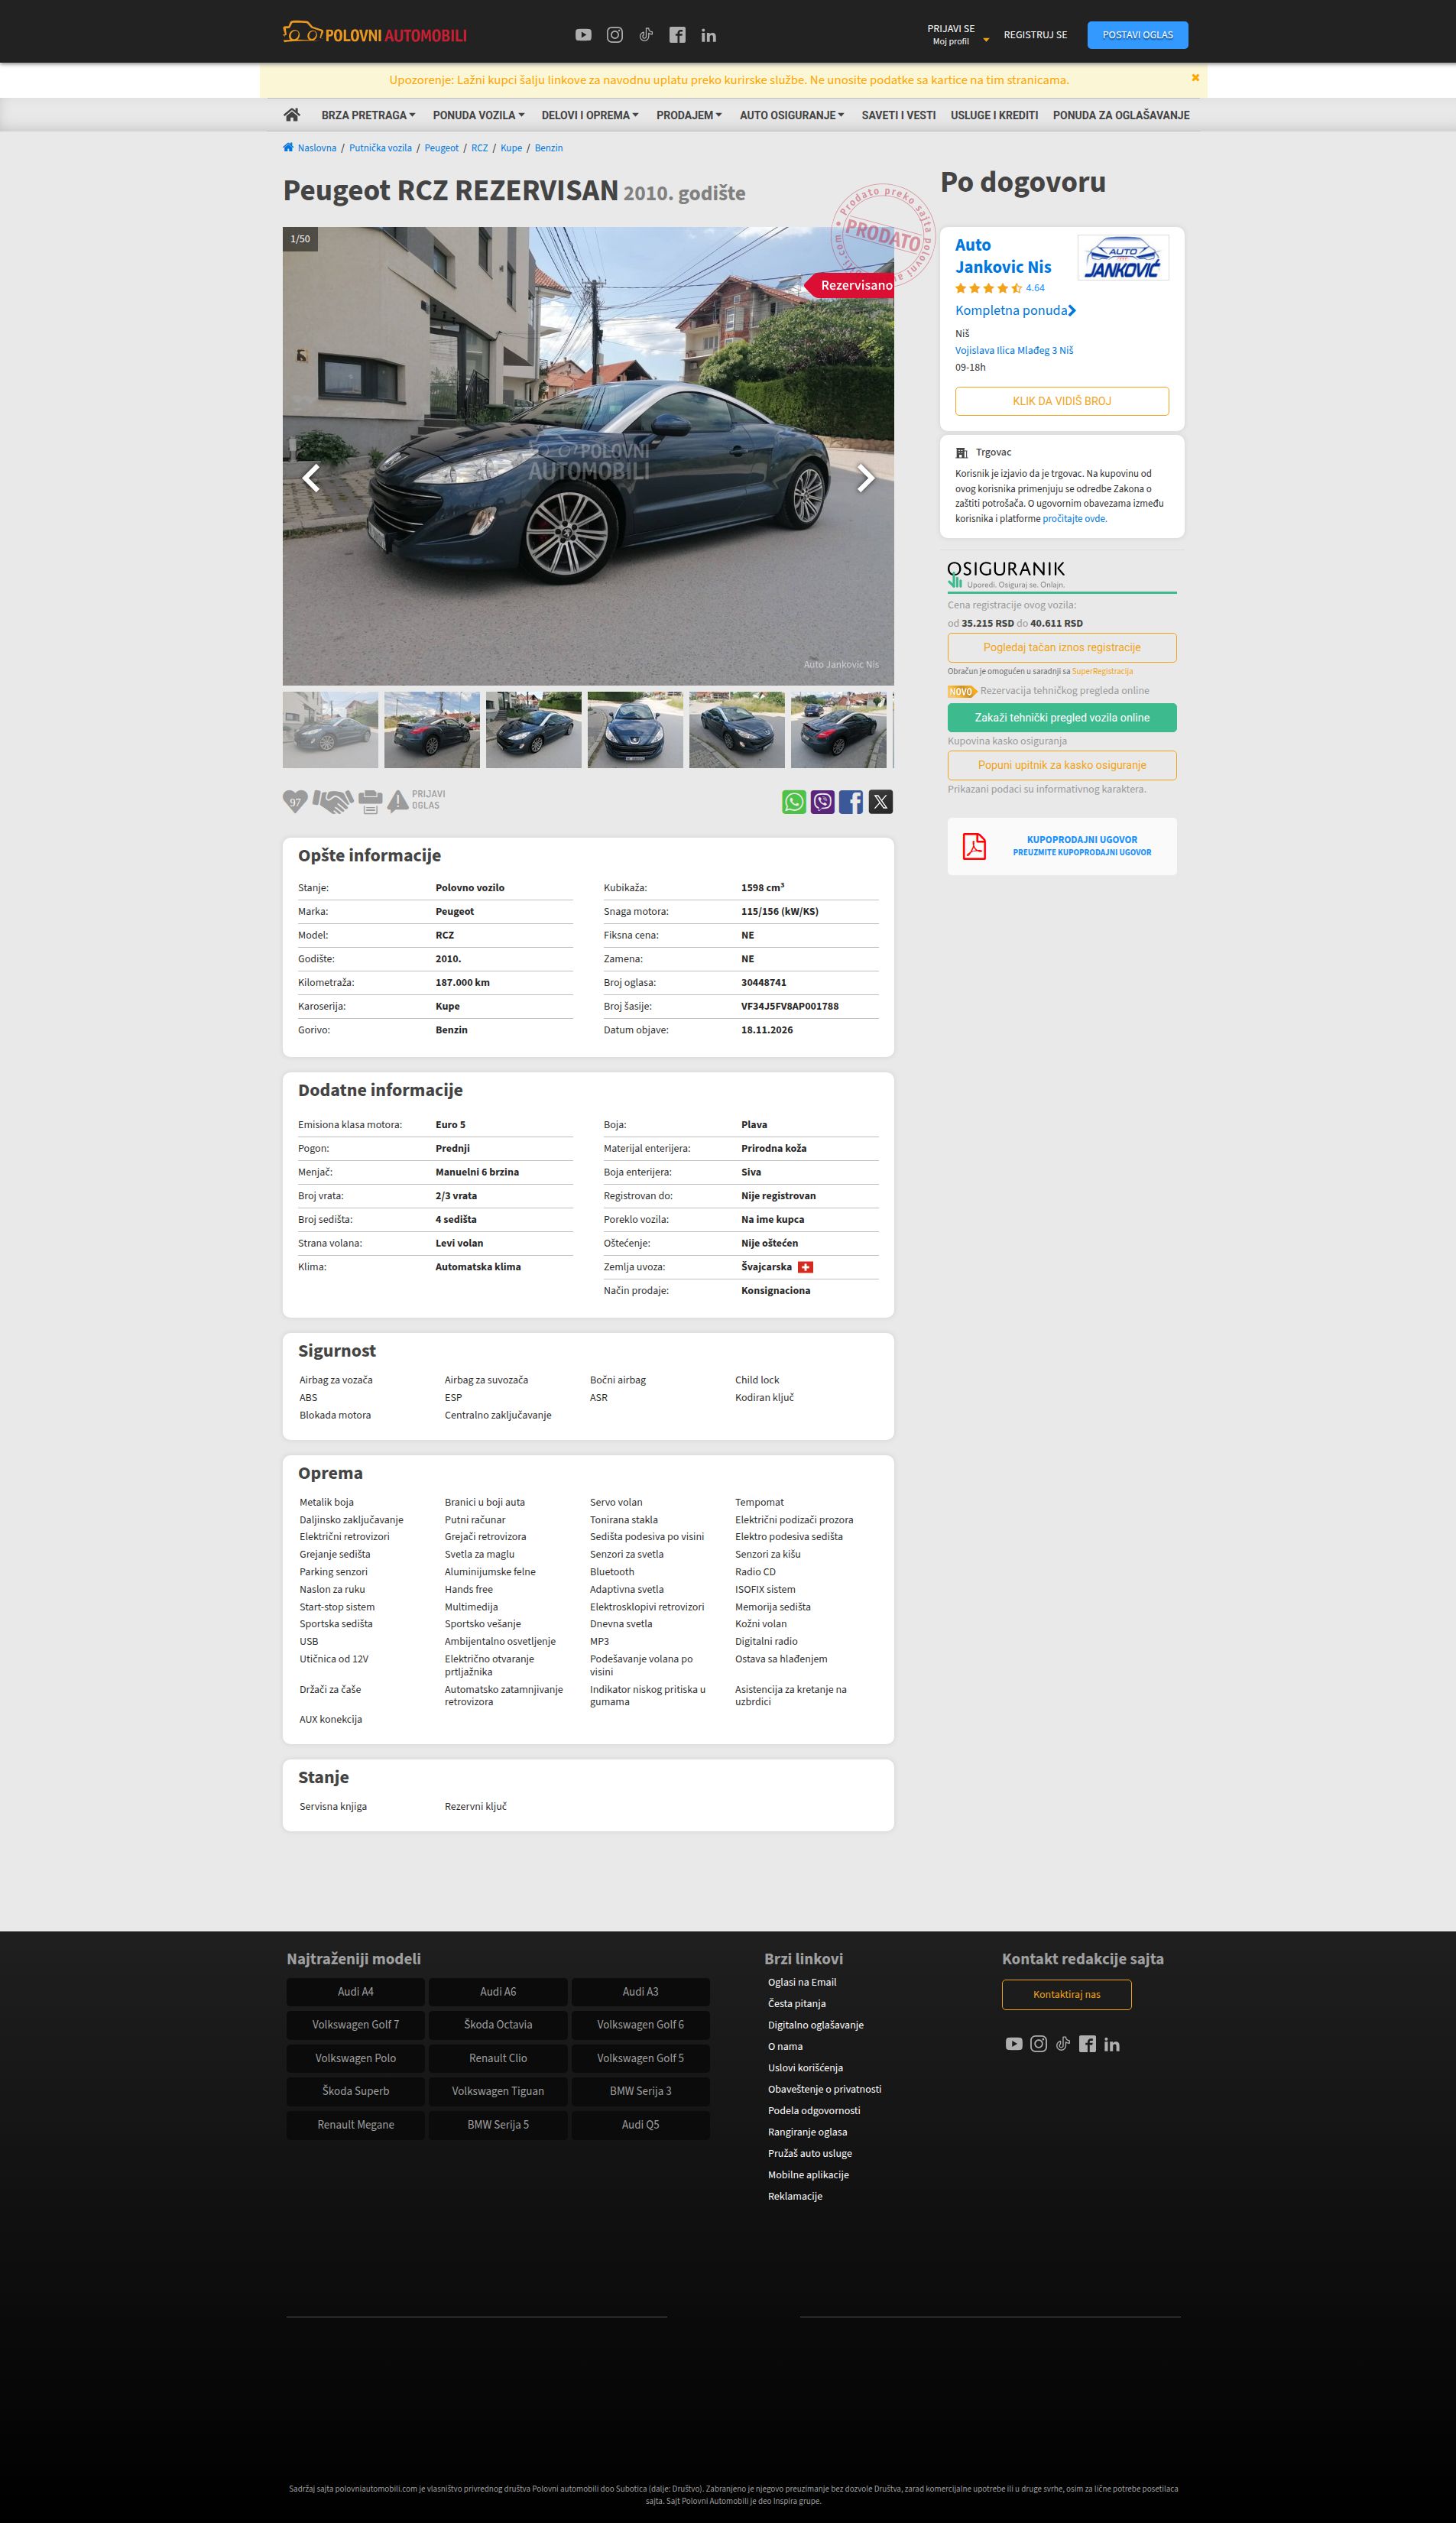 POLOVNI AUTOMOBILI
PRIJAVI SE
Moj profil
REGISTRUJ SE
POSTAVI OGLAS
Upozorenje: Lažni kupci šalju linkove za navodnu uplatu preko kurirske službe. Ne unosite podatke sa kartice na tim stranicama.
BRZA PRETRAGA PONUDA VOZILA DELOVI I OPREMA PRODAJEM AUTO OSIGURANJE SAVETI I VESTI USLUGE I KREDITI PONUDA ZA OGLAŠAVANJE
Naslovna / Putnička vozila / Peugeot / RCZ / Kupe / Benzin
Peugeot RCZ REZERVISAN 2010. godište
Po dogovoru
Prodato preko sajta
PRODATO
1/50
Rezervisano
POLOVNI
AUTOMOBILI
Auto Jankovic Nis
Auto
Jankovic Nis
AUTO
JANKOVIĆ
4.64
Kompletna ponuda
Niš
Vojislava Ilica Mlađeg 3 Niš
09-18h
KLIK DA VIDIŠ BROJ
Trgovac
Korisnik je izjavio da je trgovac. Na kupovinu od
ovog korisnika primenjuju se odredbe Zakona o
zaštiti potrošača. O ugovornim obavezama između
korisnika i platforme pročitajte ovde.
OSIGURANIK
Uporedi. Osiguraj se. Onlajn.
Cena registracije ovog vozila:
od 35.215 RSD do 40.611 RSD
Pogledaj tačan iznos registracije
Obračun je omogućen u saradnji sa SuperRegistracija
NOVO Rezervacija tehničkog pregleda online
Zakaži tehnički pregled vozila online
Kupovina kasko osiguranja
Popuni upitnik za kasko osiguranje
Prikazani podaci su informativnog karaktera.
KUPOPRODAJNI UGOVOR
PREUZMITE KUPOPRODAJNI UGOVOR
97
PRIJAVI
OGLAS
Opšte informacije
Stanje: Polovno vozilo Kubikaža: 1598 cm³
Marka: Peugeot Snaga motora: 115/156 (kW/KS)
Model: RCZ Fiksna cena: NE
Godište: 2010. Zamena: NE
Kilometraža: 187.000 km Broj oglasa: 30448741
Karoserija: Kupe Broj šasije: VF34J5FV8AP001788
Gorivo: Benzin Datum objave: 18.11.2026
Dodatne informacije
Emisiona klasa motora: Euro 5 Boja: Plava
Pogon: Prednji Materijal enterijera: Prirodna koža
Menjač: Manuelni 6 brzina Boja enterijera: Siva
Broj vrata: 2/3 vrata Registrovan do: Nije registrovan
Broj sedišta: 4 sedišta Poreklo vozila: Na ime kupca
Strana volana: Levi volan Oštećenje: Nije oštećen
Klima: Automatska klima Zemlja uvoza: Švajcarska
Način prodaje: Konsignaciona
Sigurnost
Airbag za vozača Airbag za suvozača Bočni airbag Child lock
ABS ESP ASR Kodiran ključ
Blokada motora Centralno zaključavanje
Oprema
Metalik boja Branici u boji auta Servo volan Tempomat
Daljinsko zaključavanje Putni računar Tonirana stakla Električni podizači prozora
Električni retrovizori Grejači retrovizora Sedišta podesiva po visini Elektro podesiva sedišta
Grejanje sedišta Svetla za maglu Senzori za svetla Senzori za kišu
Parking senzori Aluminijumske felne Bluetooth Radio CD
Naslon za ruku Hands free Adaptivna svetla ISOFIX sistem
Start-stop sistem Multimedija Elektrosklopivi retrovizori Memorija sedišta
Sportska sedišta Sportsko vešanje Dnevna svetla Kožni volan
USB Ambijentalno osvetljenje MP3 Digitalni radio
Utičnica od 12V Električno otvaranje Podešavanje volana po Ostava sa hlađenjem
prtljažnika visini
Držači za čaše Automatsko zatamnjivanje Indikator niskog pritiska u Asistencija za kretanje na
retrovizora gumama uzbrdici
AUX konekcija
Stanje
Servisna knjiga Rezervni ključ
Najtraženiji modeli
Audi A4 Audi A6 Audi A3
Volkswagen Golf 7 Škoda Octavia Volkswagen Golf 6
Volkswagen Polo Renault Clio Volkswagen Golf 5
Škoda Superb Volkswagen Tiguan BMW Serija 3
Renault Megane BMW Serija 5 Audi Q5
Brzi linkovi
Oglasi na Email
Česta pitanja
Digitalno oglašavanje
O nama
Uslovi korišćenja
Obaveštenje o privatnosti
Podela odgovornosti
Rangiranje oglasa
Pružaš auto usluge
Mobilne aplikacije
Reklamacije
Kontakt redakcije sajta
Kontaktiraj nas
Sadržaj sajta polovniautomobili.com je vlasništvo privrednog društva Polovni automobili doo Subotica (dalje: Društvo). Zabranjeno je njegovo preuzimanje bez dozvole Društva, zarad komercijalne upotrebe ili u druge svrhe, osim za lične potrebe posetilaca
sajta. Sajt Polovni Automobili je deo Inspira grupe.